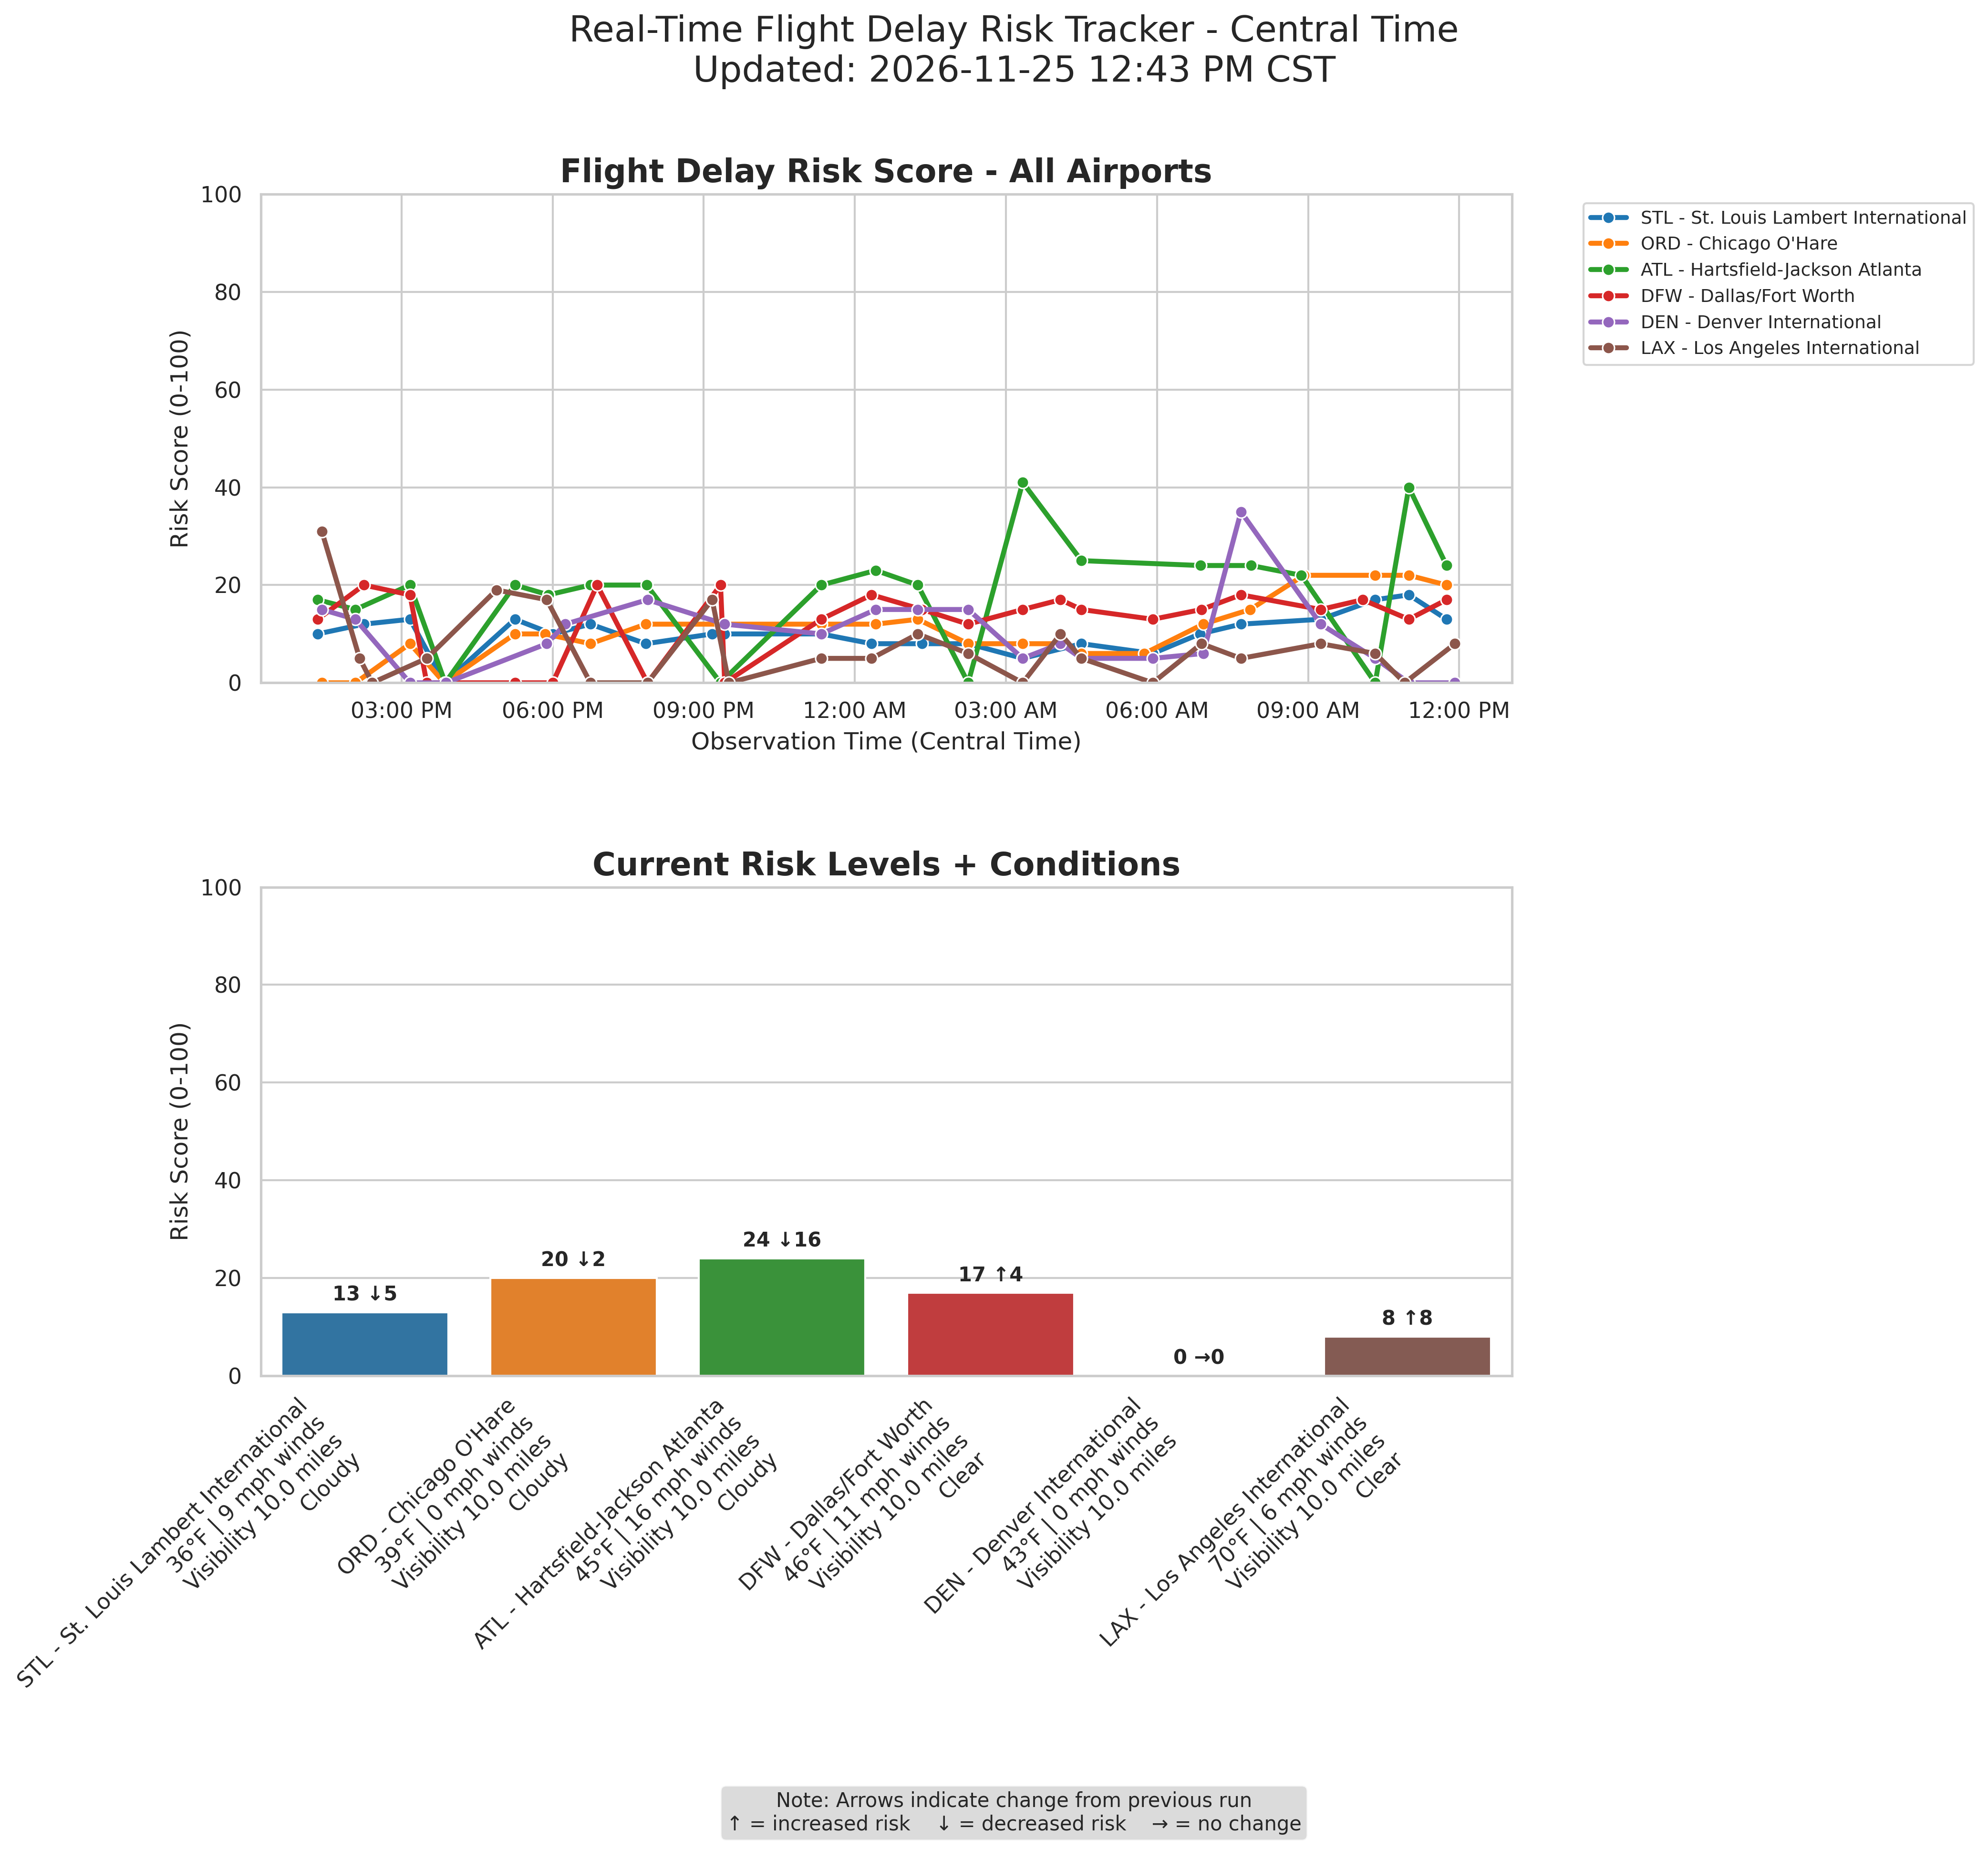 Real-Time Flight Delay Risk Tracker - Central Time
Updated: 2026-11-25 12:43 PM CST
Flight Delay Risk Score - All Airports
100
80
60
40
20
0
Risk Score (0-100)
03:00 PM
06:00 PM
09:00 PM
12:00 AM
03:00 AM
06:00 AM
09:00 AM
12:00 PM
Observation Time (Central Time)
STL - St. Louis Lambert International
ORD - Chicago O'Hare
ATL - Hartsfield-Jackson Atlanta
DFW - Dallas/Fort Worth
DEN - Denver International
LAX - Los Angeles International
Current Risk Levels + Conditions
100
80
60
40
20
0
Risk Score (0-100)
13 ↓5
20 ↓2
24 ↓16
17 ↑4
0 →0
8 ↑8
STL - St. Louis Lambert International
36°F | 9 mph winds
Visibility 10.0 miles
Cloudy
ORD - Chicago O'Hare
39°F | 0 mph winds
Visibility 10.0 miles
Cloudy
ATL - Hartsfield-Jackson Atlanta
45°F | 16 mph winds
Visibility 10.0 miles
Cloudy
DFW - Dallas/Fort Worth
46°F | 11 mph winds
Visibility 10.0 miles
Clear
DEN - Denver International
43°F | 0 mph winds
Visibility 10.0 miles
LAX - Los Angeles International
70°F | 6 mph winds
Visibility 10.0 miles
Clear
Note: Arrows indicate change from previous run
↑ = increased risk    ↓ = decreased risk    → = no change